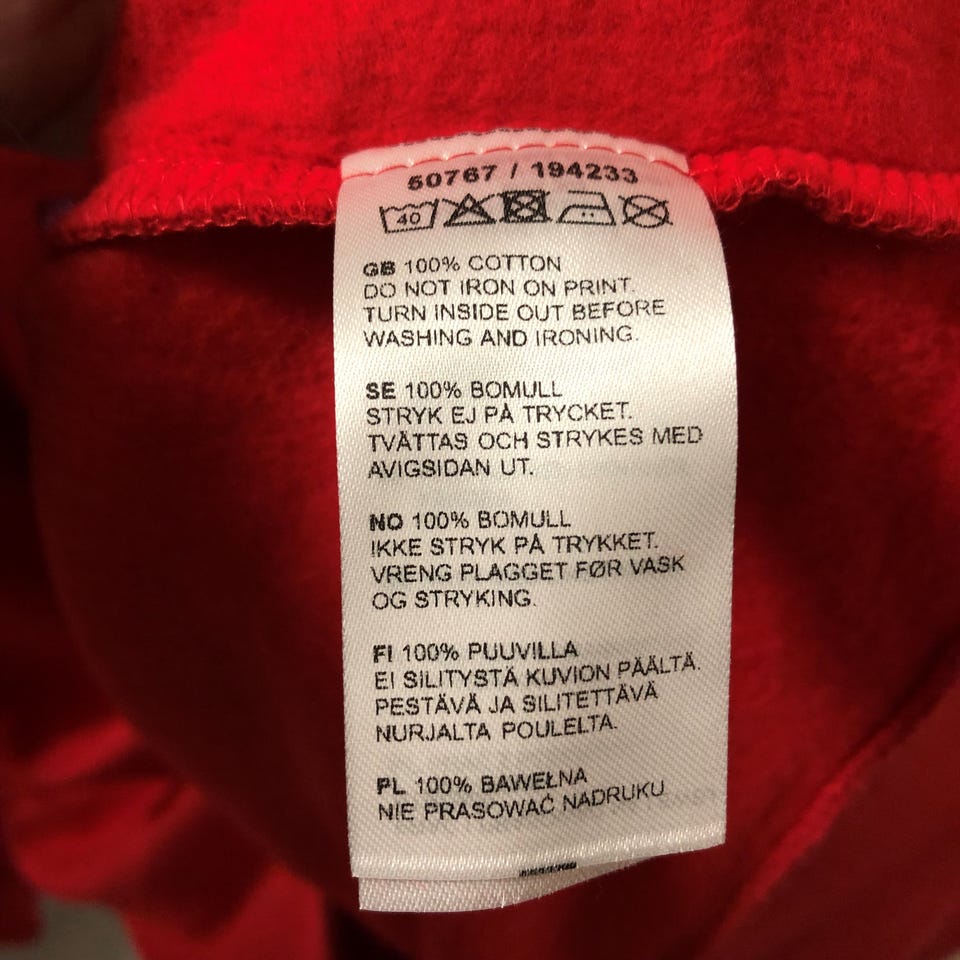 50767 / 194233
40
GB 100% COTTON
DO NOT IRON ON PRINT.
TURN INSIDE OUT BEFORE
WASHING AND IRONING.
SE 100% BOMULL
STRYK EJ PÅ TRYCKET.
TVÄTTAS OCH STRYKES MED
AVIGSIDAN UT.
NO 100% BOMULL
IKKE STRYK PÅ TRYKKET.
VRENG PLAGGET FØR VASK
OG STRYKING.
FI 100% PUUVILLA
EI SILITYSTÄ KUVION PÄÄLTÄ.
PESTÄVÄ JA SILITETTÄVÄ
NURJALTA POULELTA.
PL 100% BAWEŁNA
NIE PRASOWAĆ NADRUKU